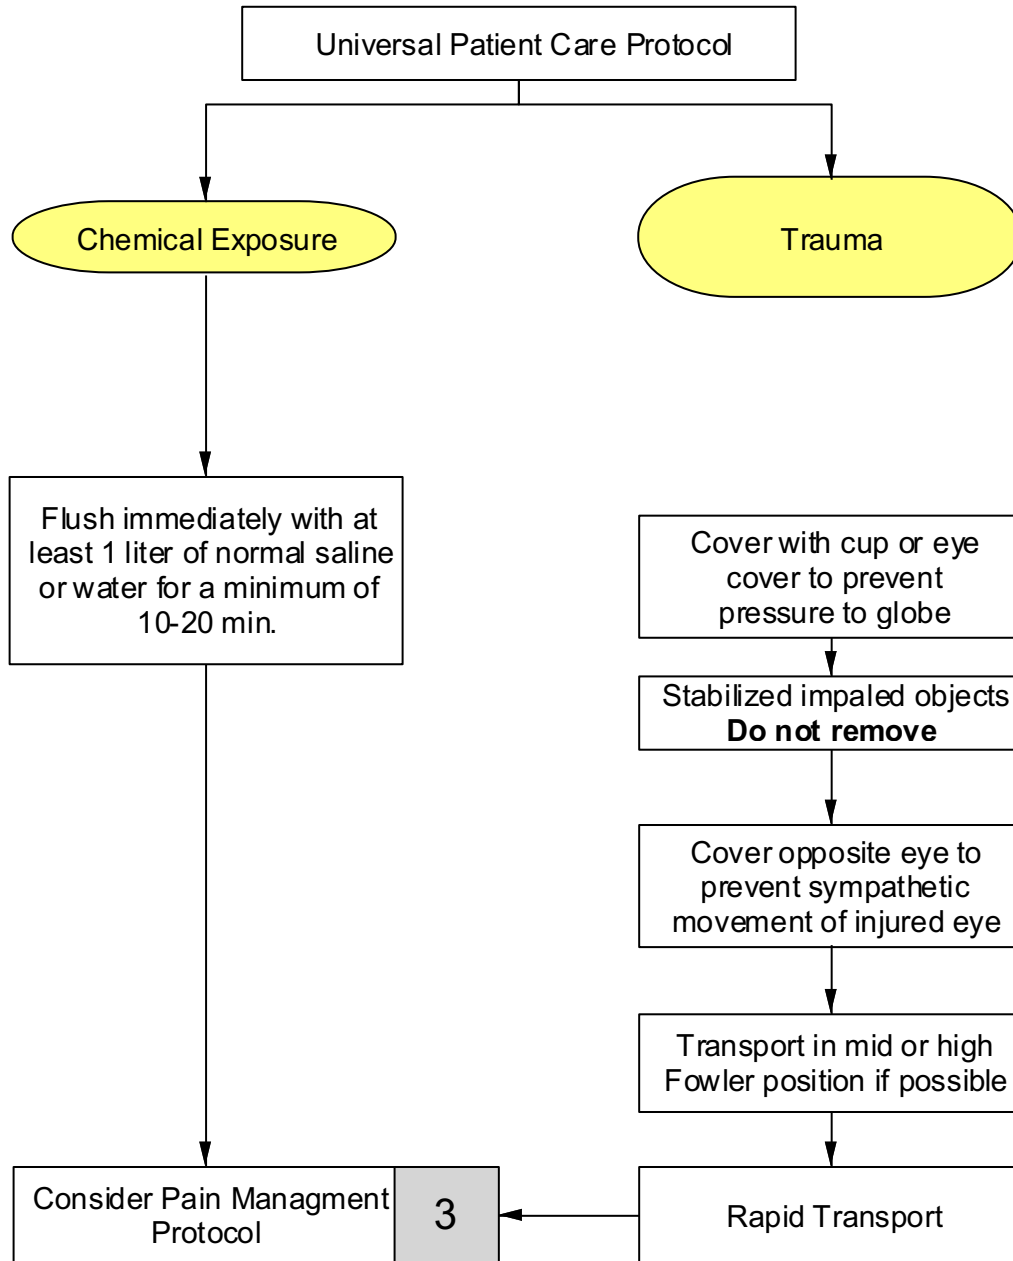 Universal Patient Care Protocol
Chemical Exposure
Trauma
Flush immediately with at
least 1 liter of normal saline
or water for a minimum of
10-20 min.
Cover with cup or eye
cover to prevent
pressure to globe
Stabilized impaled objects
Do not remove
Cover opposite eye to
prevent sympathetic
movement of injured eye
Transport in mid or high
Fowler position if possible
Consider Pain Managment
Protocol
3
Rapid Transport